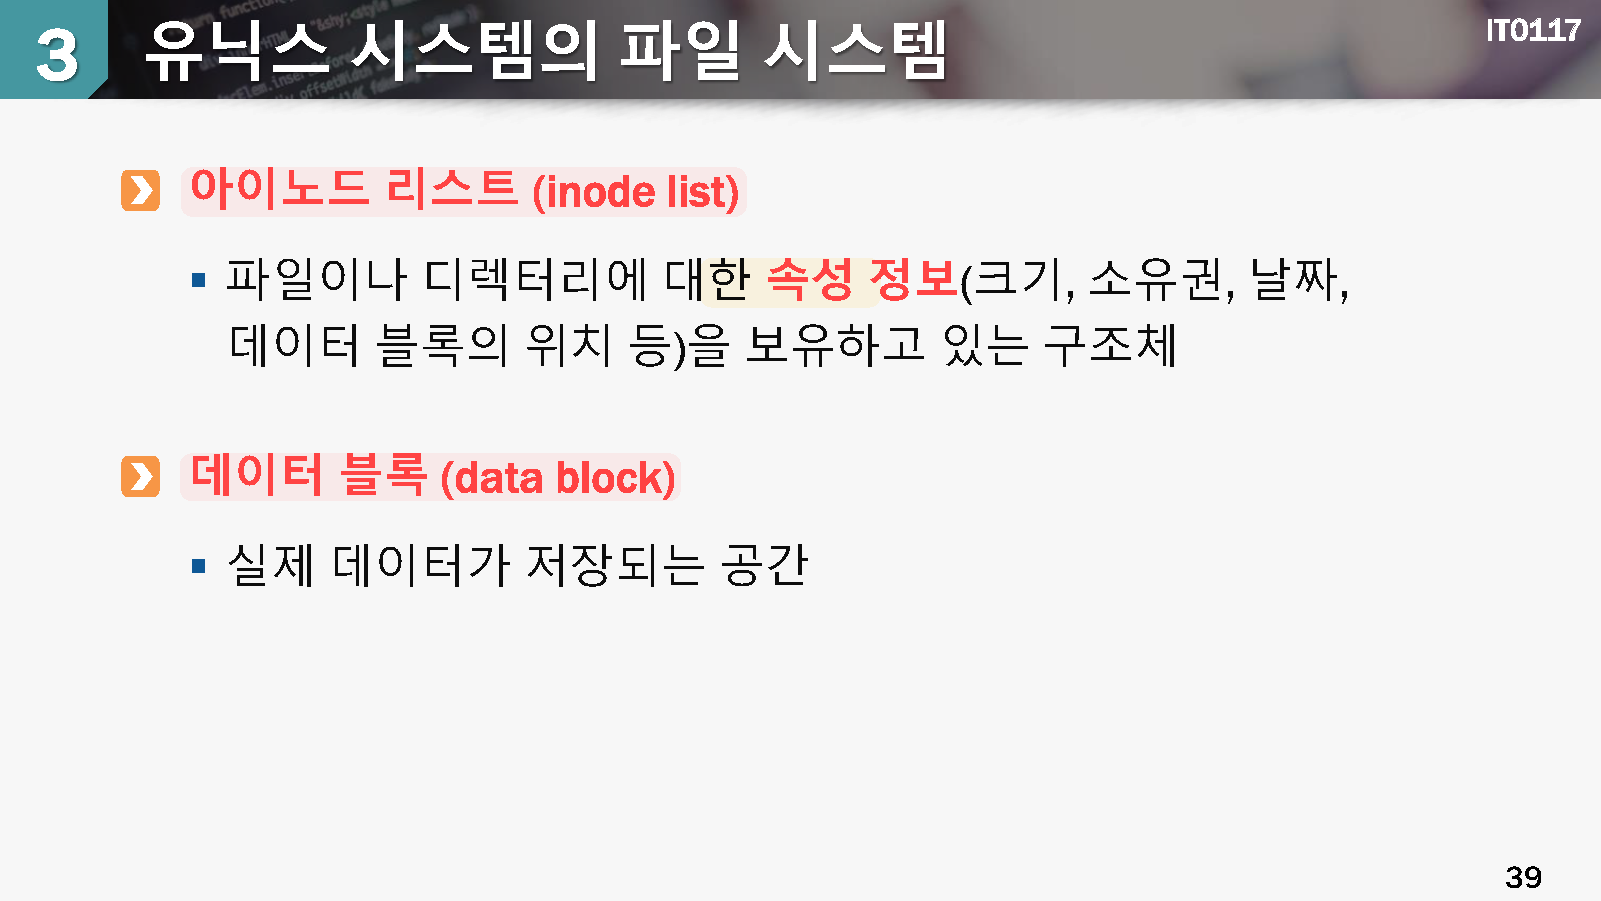 3 유닉스 시스템의 파일 시스템
IT0117
아이노드 리스트 (inode list)
파일이나 디렉터리에 대한 속성 정보(크기, 소유권, 날짜,
데이터 블록의 위치 등)을 보유하고 있는 구조체
데이터 블록 (data block)
실제 데이터가 저장되는 공간
39